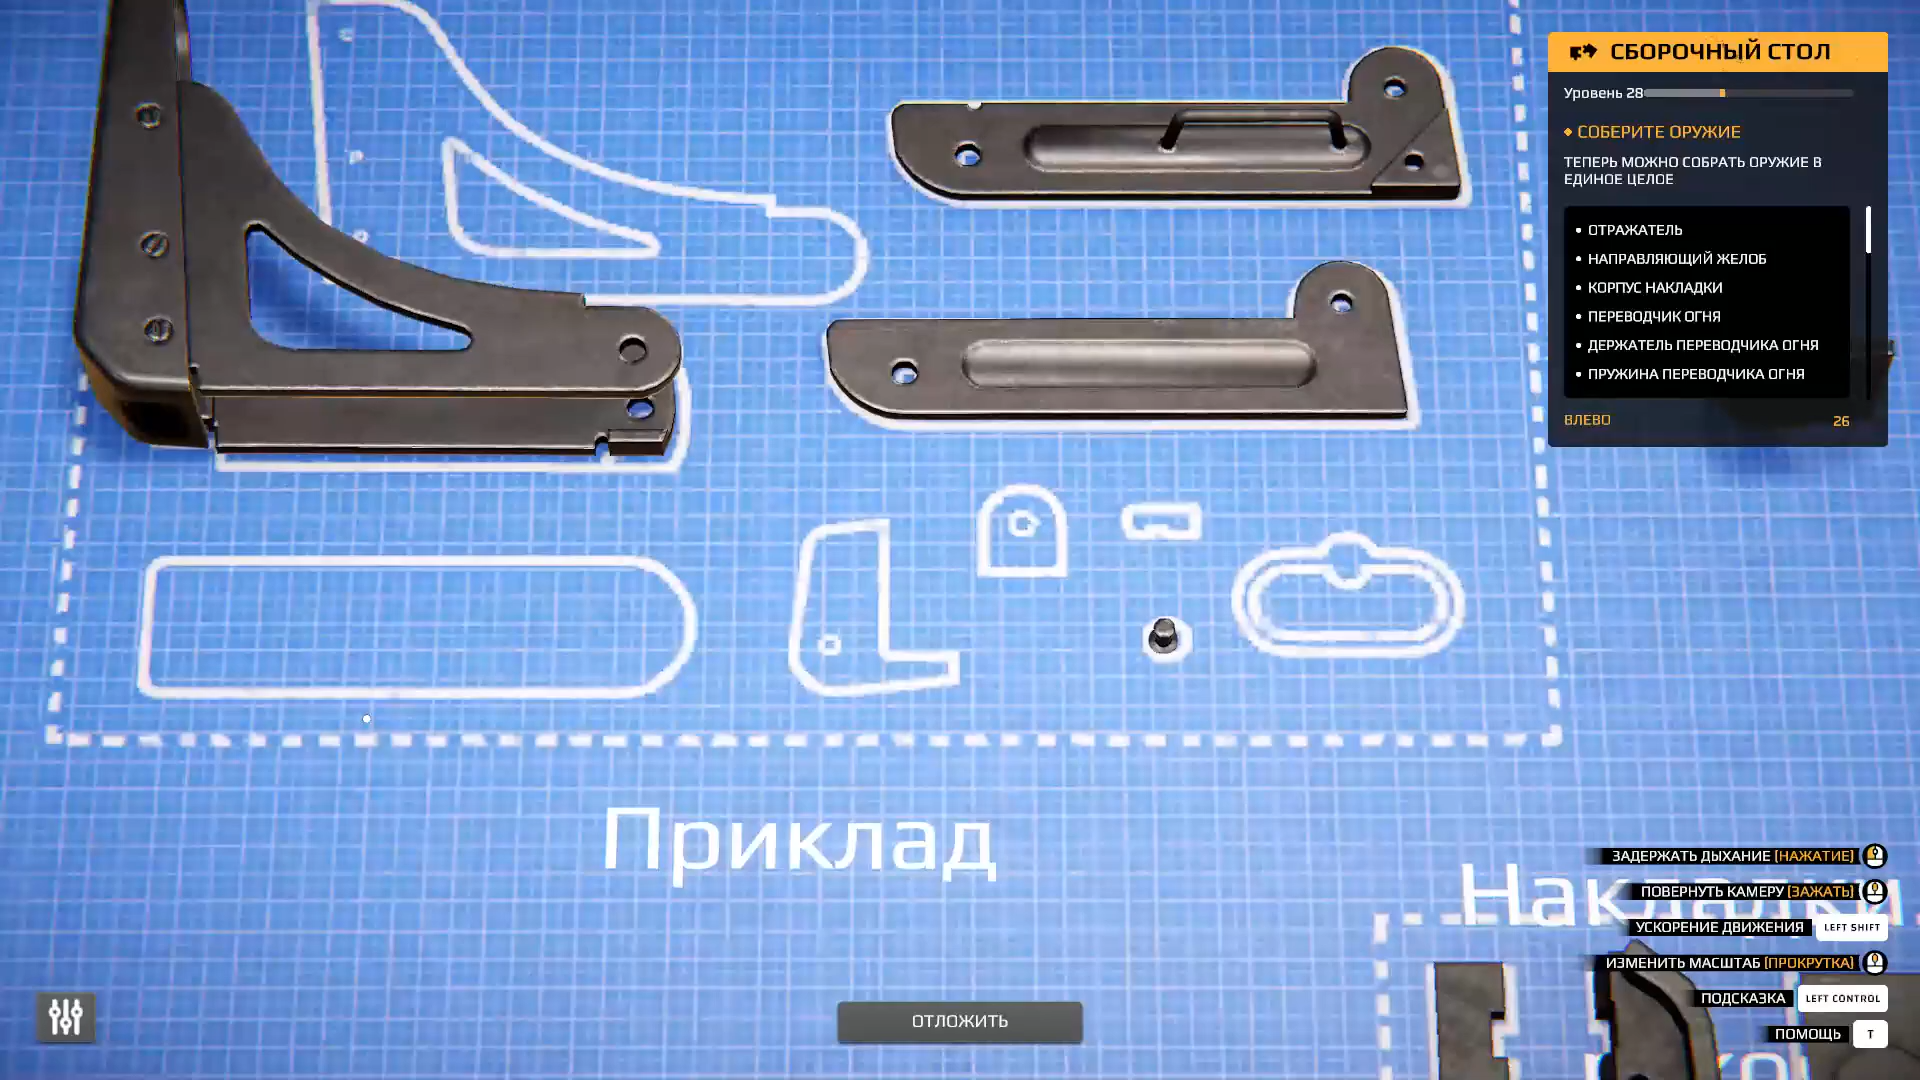 СБОРОЧНЫЙ СТОЛ
Уровень 28
СОБЕРИТЕ ОРУЖИЕ
ТЕПЕРЬ МОЖНО СОБРАТЬ ОРУЖИЕ В
ЕДИНОЕ ЦЕЛОЕ
• ОТРАЖАТЕЛЬ
• НАПРАВЛЯЮЩИЙ ЖЕЛОБ
• КОРПУС НАКЛАДКИ
• ПЕРЕВОДЧИК ОГНЯ
• ДЕРЖАТЕЛЬ ПЕРЕВОДЧИКА ОГНЯ
• ПРУЖИНА ПЕРЕВОДЧИКА ОГНЯ
ВЛЕВО 26
Приклад
Накладки
ЗАДЕРЖАТЬ ДЫХАНИЕ [НАЖАТИЕ]
ПОВЕРНУТЬ КАМЕРУ [ЗАЖАТЬ]
УСКОРЕНИЕ ДВИЖЕНИЯ LEFT SHIFT
ИЗМЕНИТЬ МАСШТАБ [ПРОКРУТКА]
ПОДСКАЗКА LEFT CONTROL
ПОМОЩЬ T
ОТЛОЖИТЬ